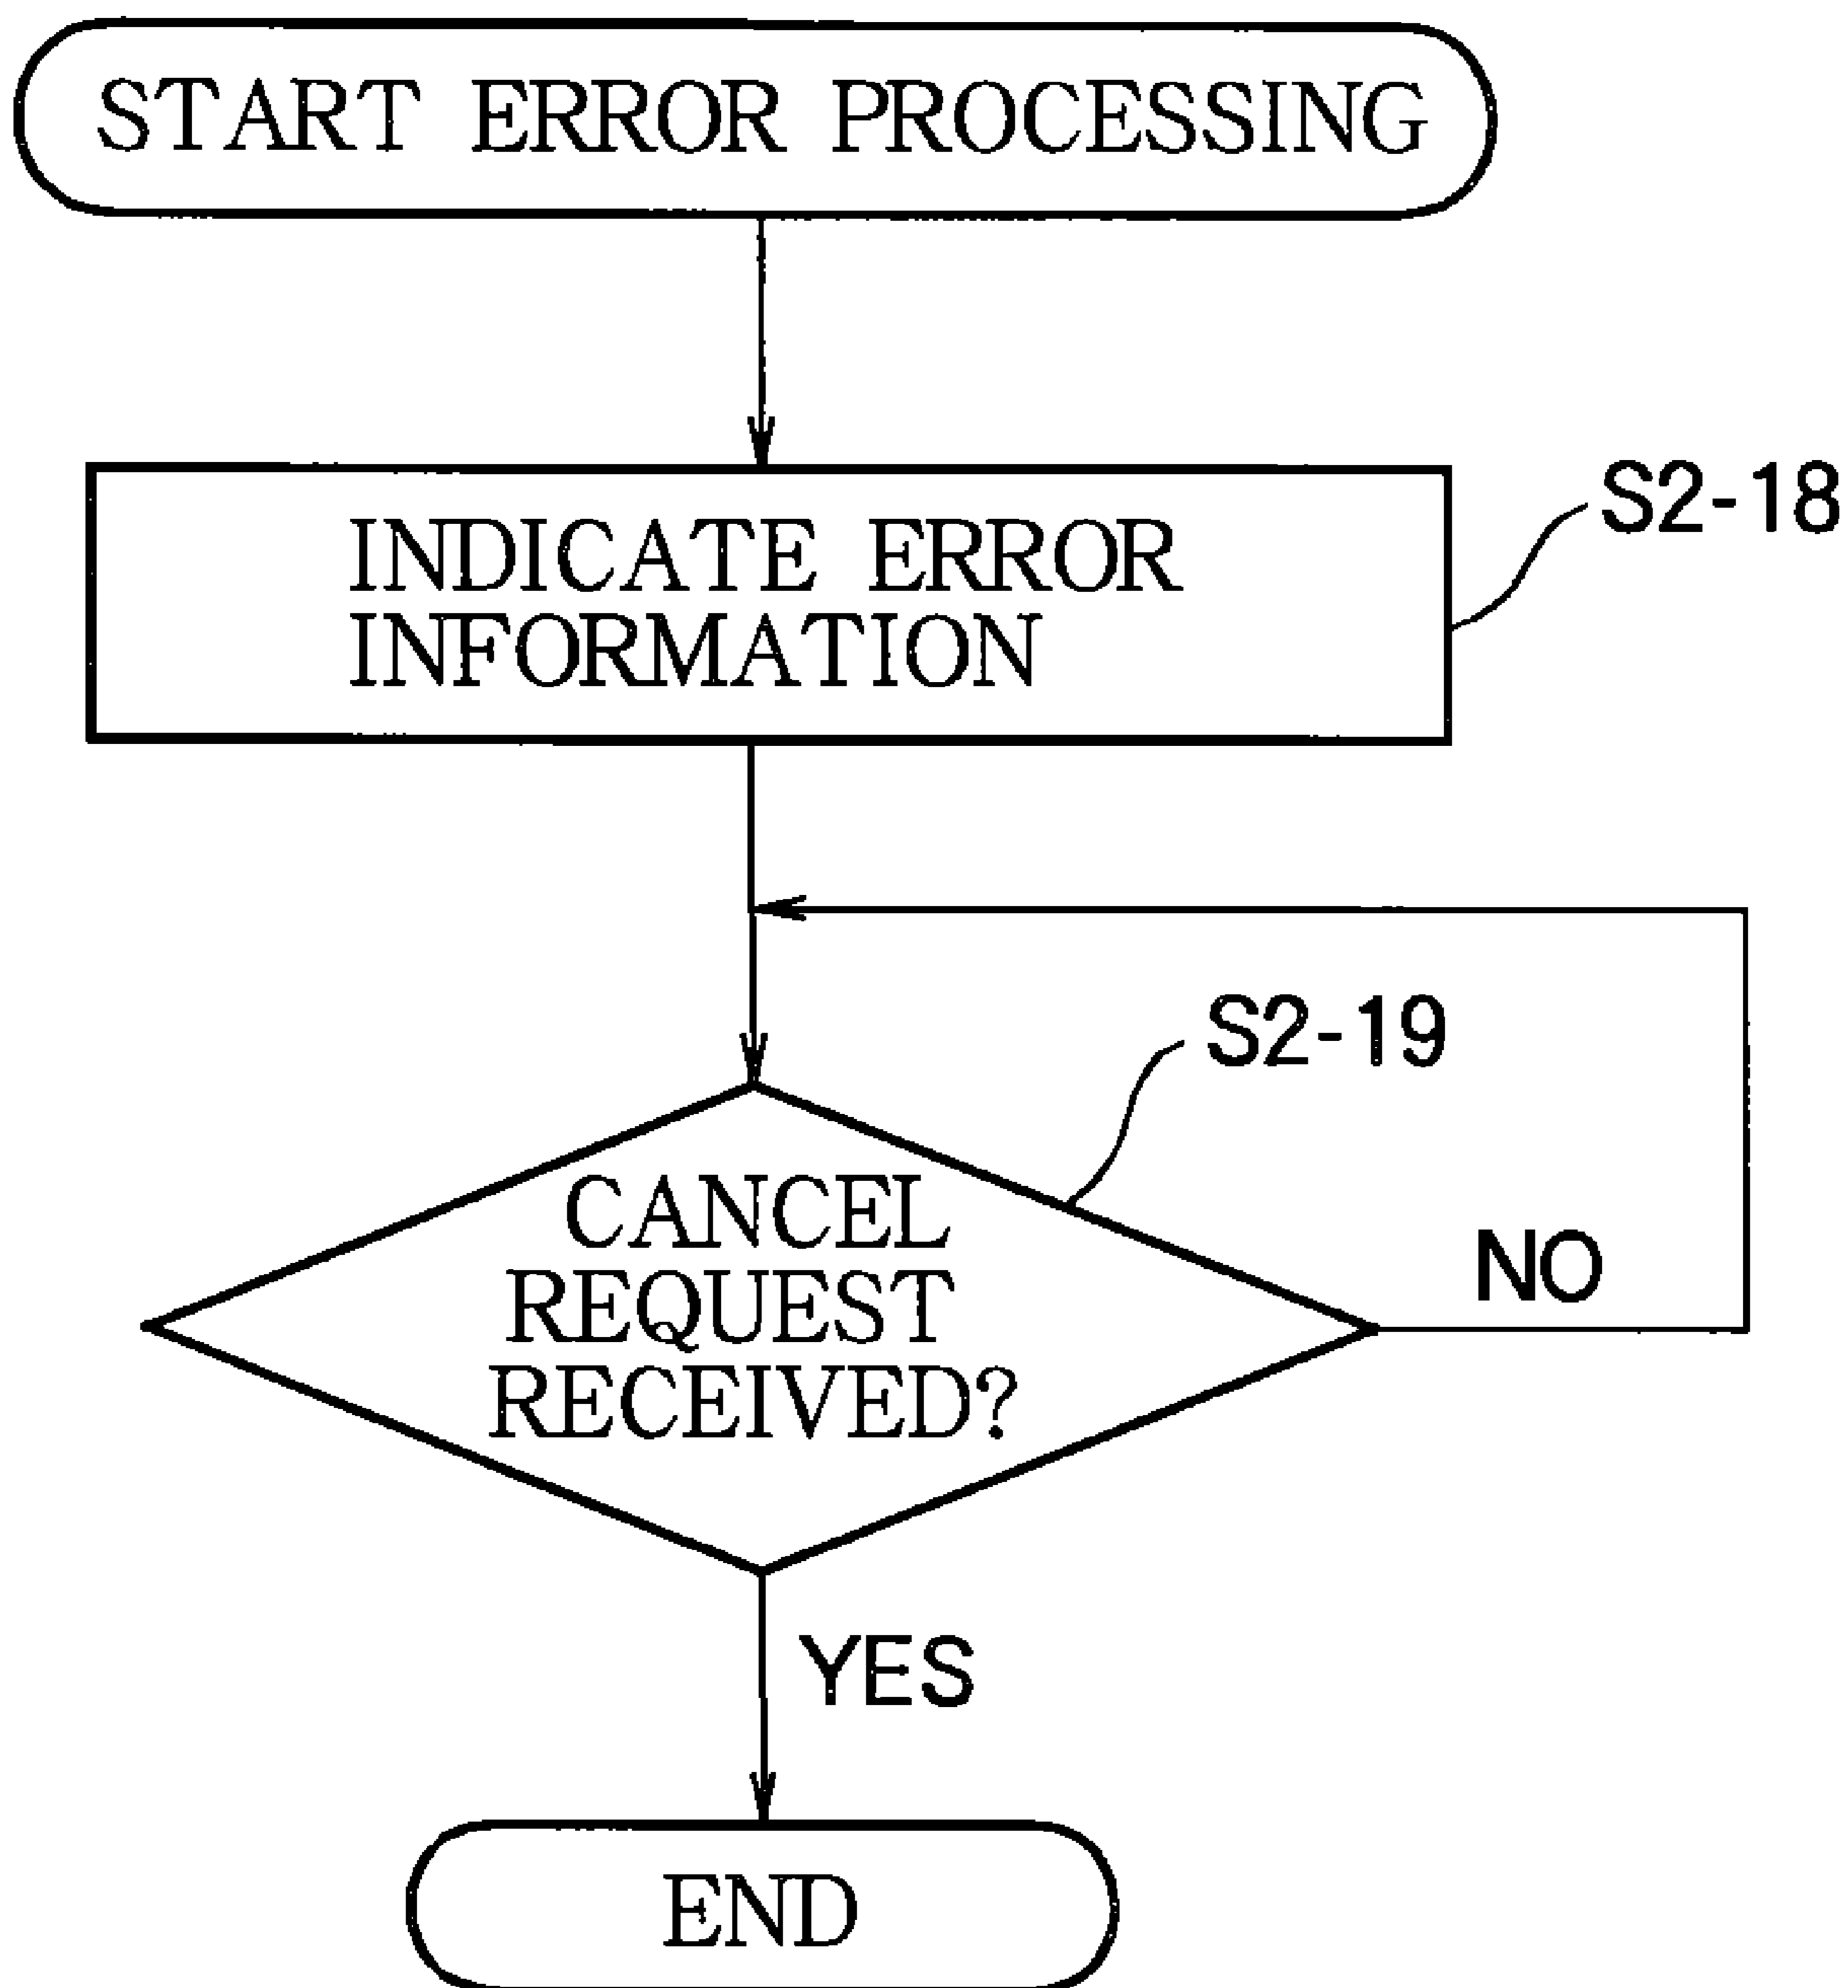 START ERROR PROCESSING
S2-18
INDICATE ERROR
INFORMATION
S2-19
CANCEL
REQUEST
RECEIVED?
NO
YES
END